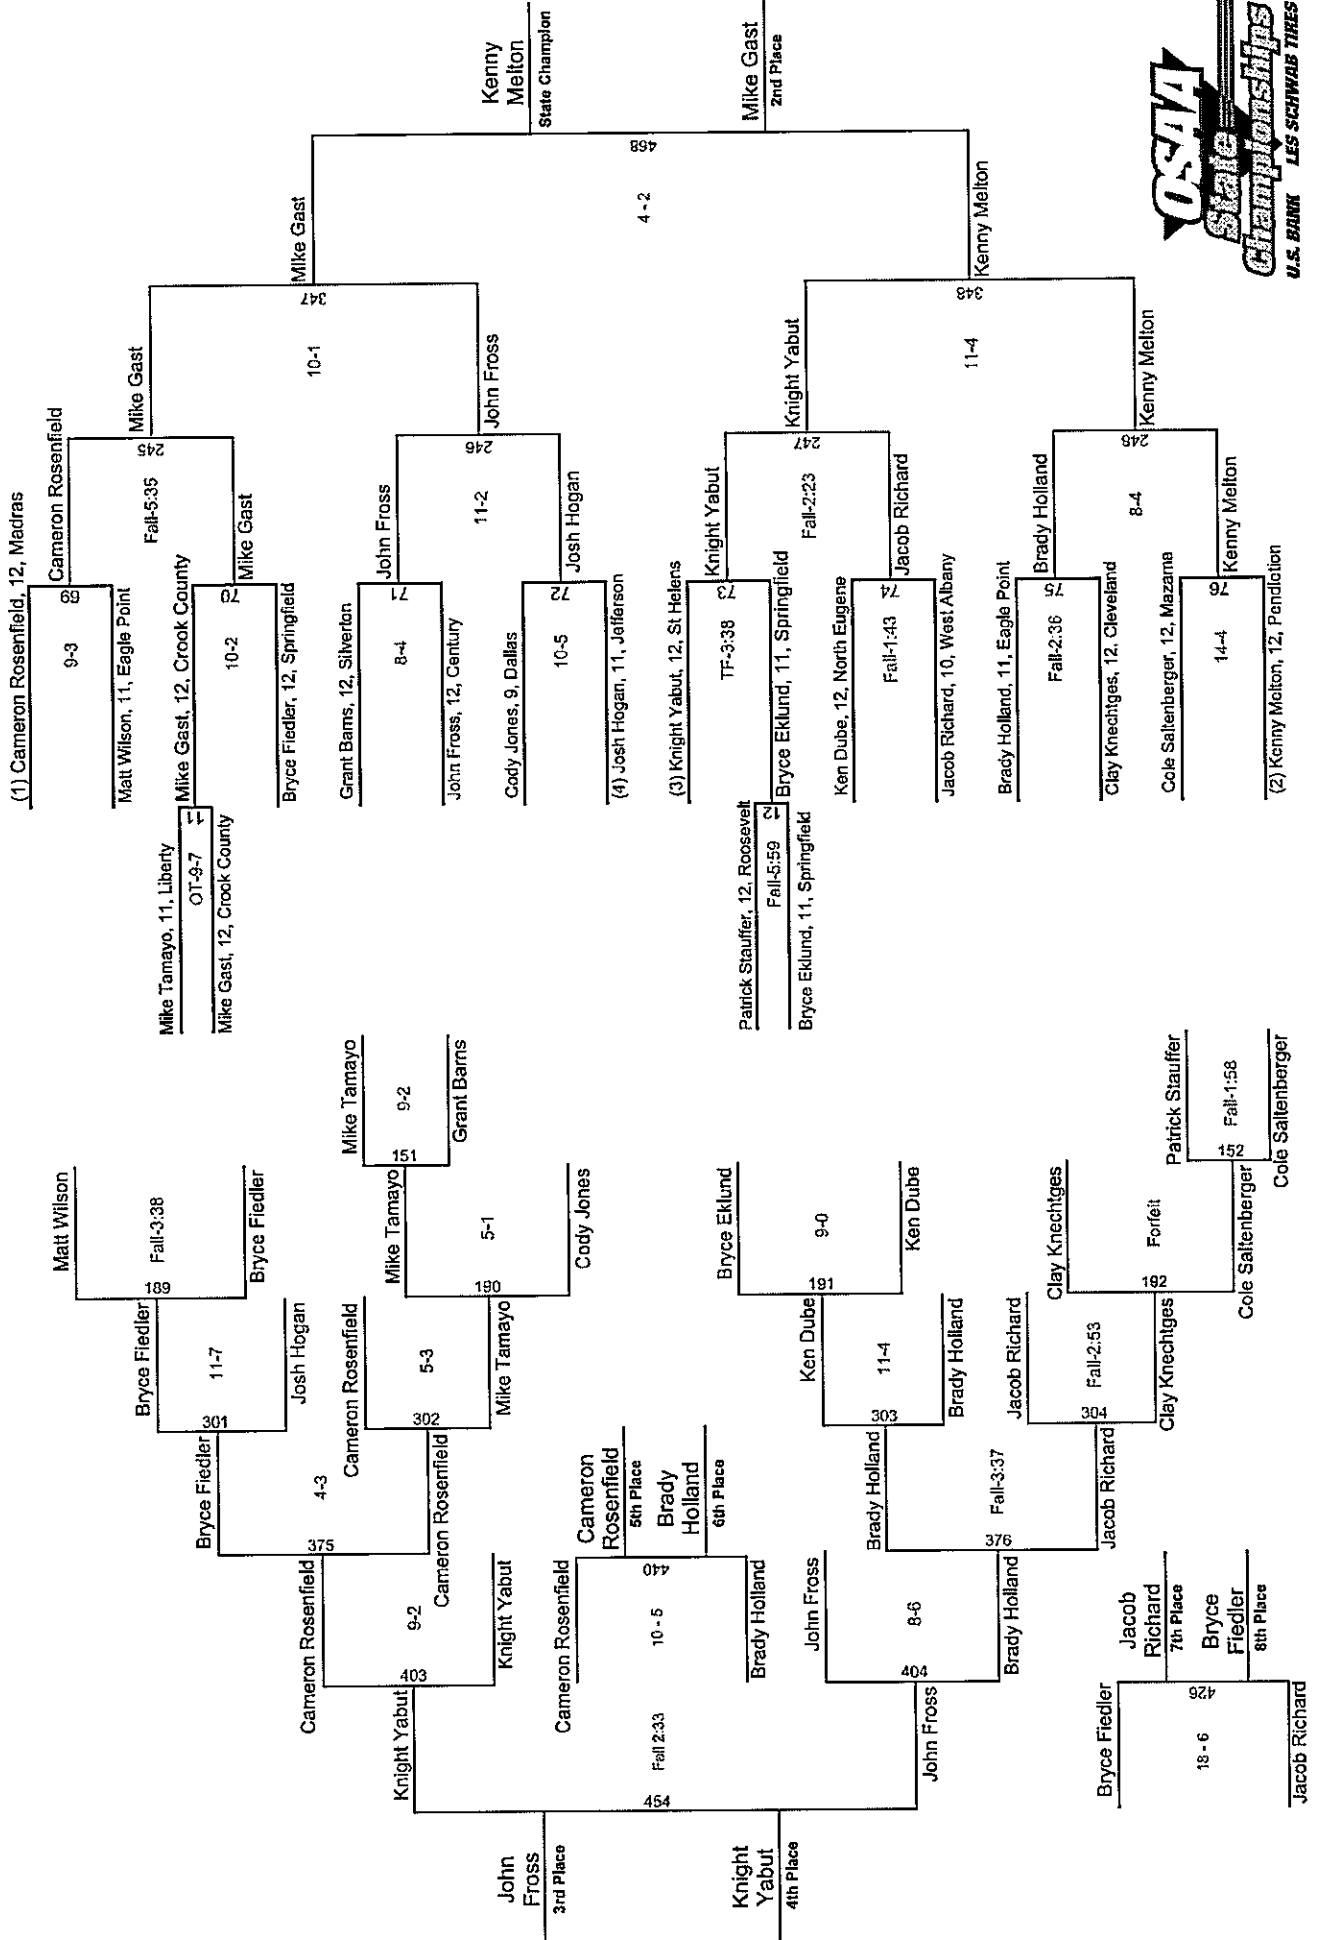 (1) Cameron Rosenfield, 12, Madras
69
9-3
Matt Wilson, 11, Eagle Point
Cameron Rosenfield
245
Fall-5:35
Mike Tamayo, 11, Liberty
11
OT-9-7
Mike Gast, 12, Crook County
Mike Gast, 12, Crook County
70
10-2
Bryce Fiedler, 12, Springfield
Mike Gast
Mike Gast
347
10-1
Grant Barns, 12, Silverton
71
8-4
John Fross, 12, Century
John Fross
246
11-2
Cody Jones, 9, Dallas
72
10-5
(4) Josh Hogan, 11, Jefferson
Josh Hogan
John Fross
Mike Gast
468
4 - 2
(3) Knight Yabut, 12, St Helens
73
TF-3:38
Patrick Stauffer, 12, Roosevelt
12
Fall-5:59
Bryce Eklund, 11, Springfield
Bryce Eklund, 11, Springfield
Knight Yabut
247
Fall-2:23
Ken Dube, 12, North Eugene
74
Fall-1:43
Jacob Richard, 10, West Albany
Jacob Richard
Knight Yabut
348
11-4
Brady Holland, 11, Eagle Point
75
Fall-2:36
Clay Knechtges, 12, Cleveland
Brady Holland
248
8-4
Cole Saltenberger, 12, Mazama
76
14-4
(2) Kenny Melton, 12, Pendleton
Kenny Melton
Kenny Melton
Kenny Melton
Kenny
Melton
State Champion
Mike Gast
2nd Place
Matt Wilson
189
Fall-3:38
Bryce Fiedler
Bryce Fiedler
301
11-7
Josh Hogan
Bryce Fiedler
375
4-3
Mike Tamayo
151
9-2
Grant Barns
Mike Tamayo
190
5-1
Cody Jones
Cameron Rosenfield
302
5-3
Mike Tamayo
Cameron Rosenfield
Cameron Rosenfield
403
9-2
Knight Yabut
Knight Yabut
454
Fall 2:33
Cameron Rosenfield
440
10 - 5
Brady Holland
Cameron
Rosenfield
5th Place
Brady
Holland
6th Place
Bryce Eklund
191
9-0
Ken Dube
Ken Dube
303
11-4
Brady Holland
Brady Holland
376
Fall-3:37
Patrick Stauffer
152
Fall-1:58
Cole Saltenberger
Clay Knechtges
192
Forfeit
Cole Saltenberger
Jacob Richard
304
Fall-2:53
Clay Knechtges
Jacob Richard
John Fross
404
8-6
Brady Holland
John Fross
John
Fross
3rd Place
Knight
Yabut
4th Place
Bryce Fiedler
426
18 - 6
Jacob Richard
Jacob
Richard
7th Place
Bryce
Fiedler
8th Place
OSAA
State
Championships
U.S. BANK LES SCHWAB TIRES